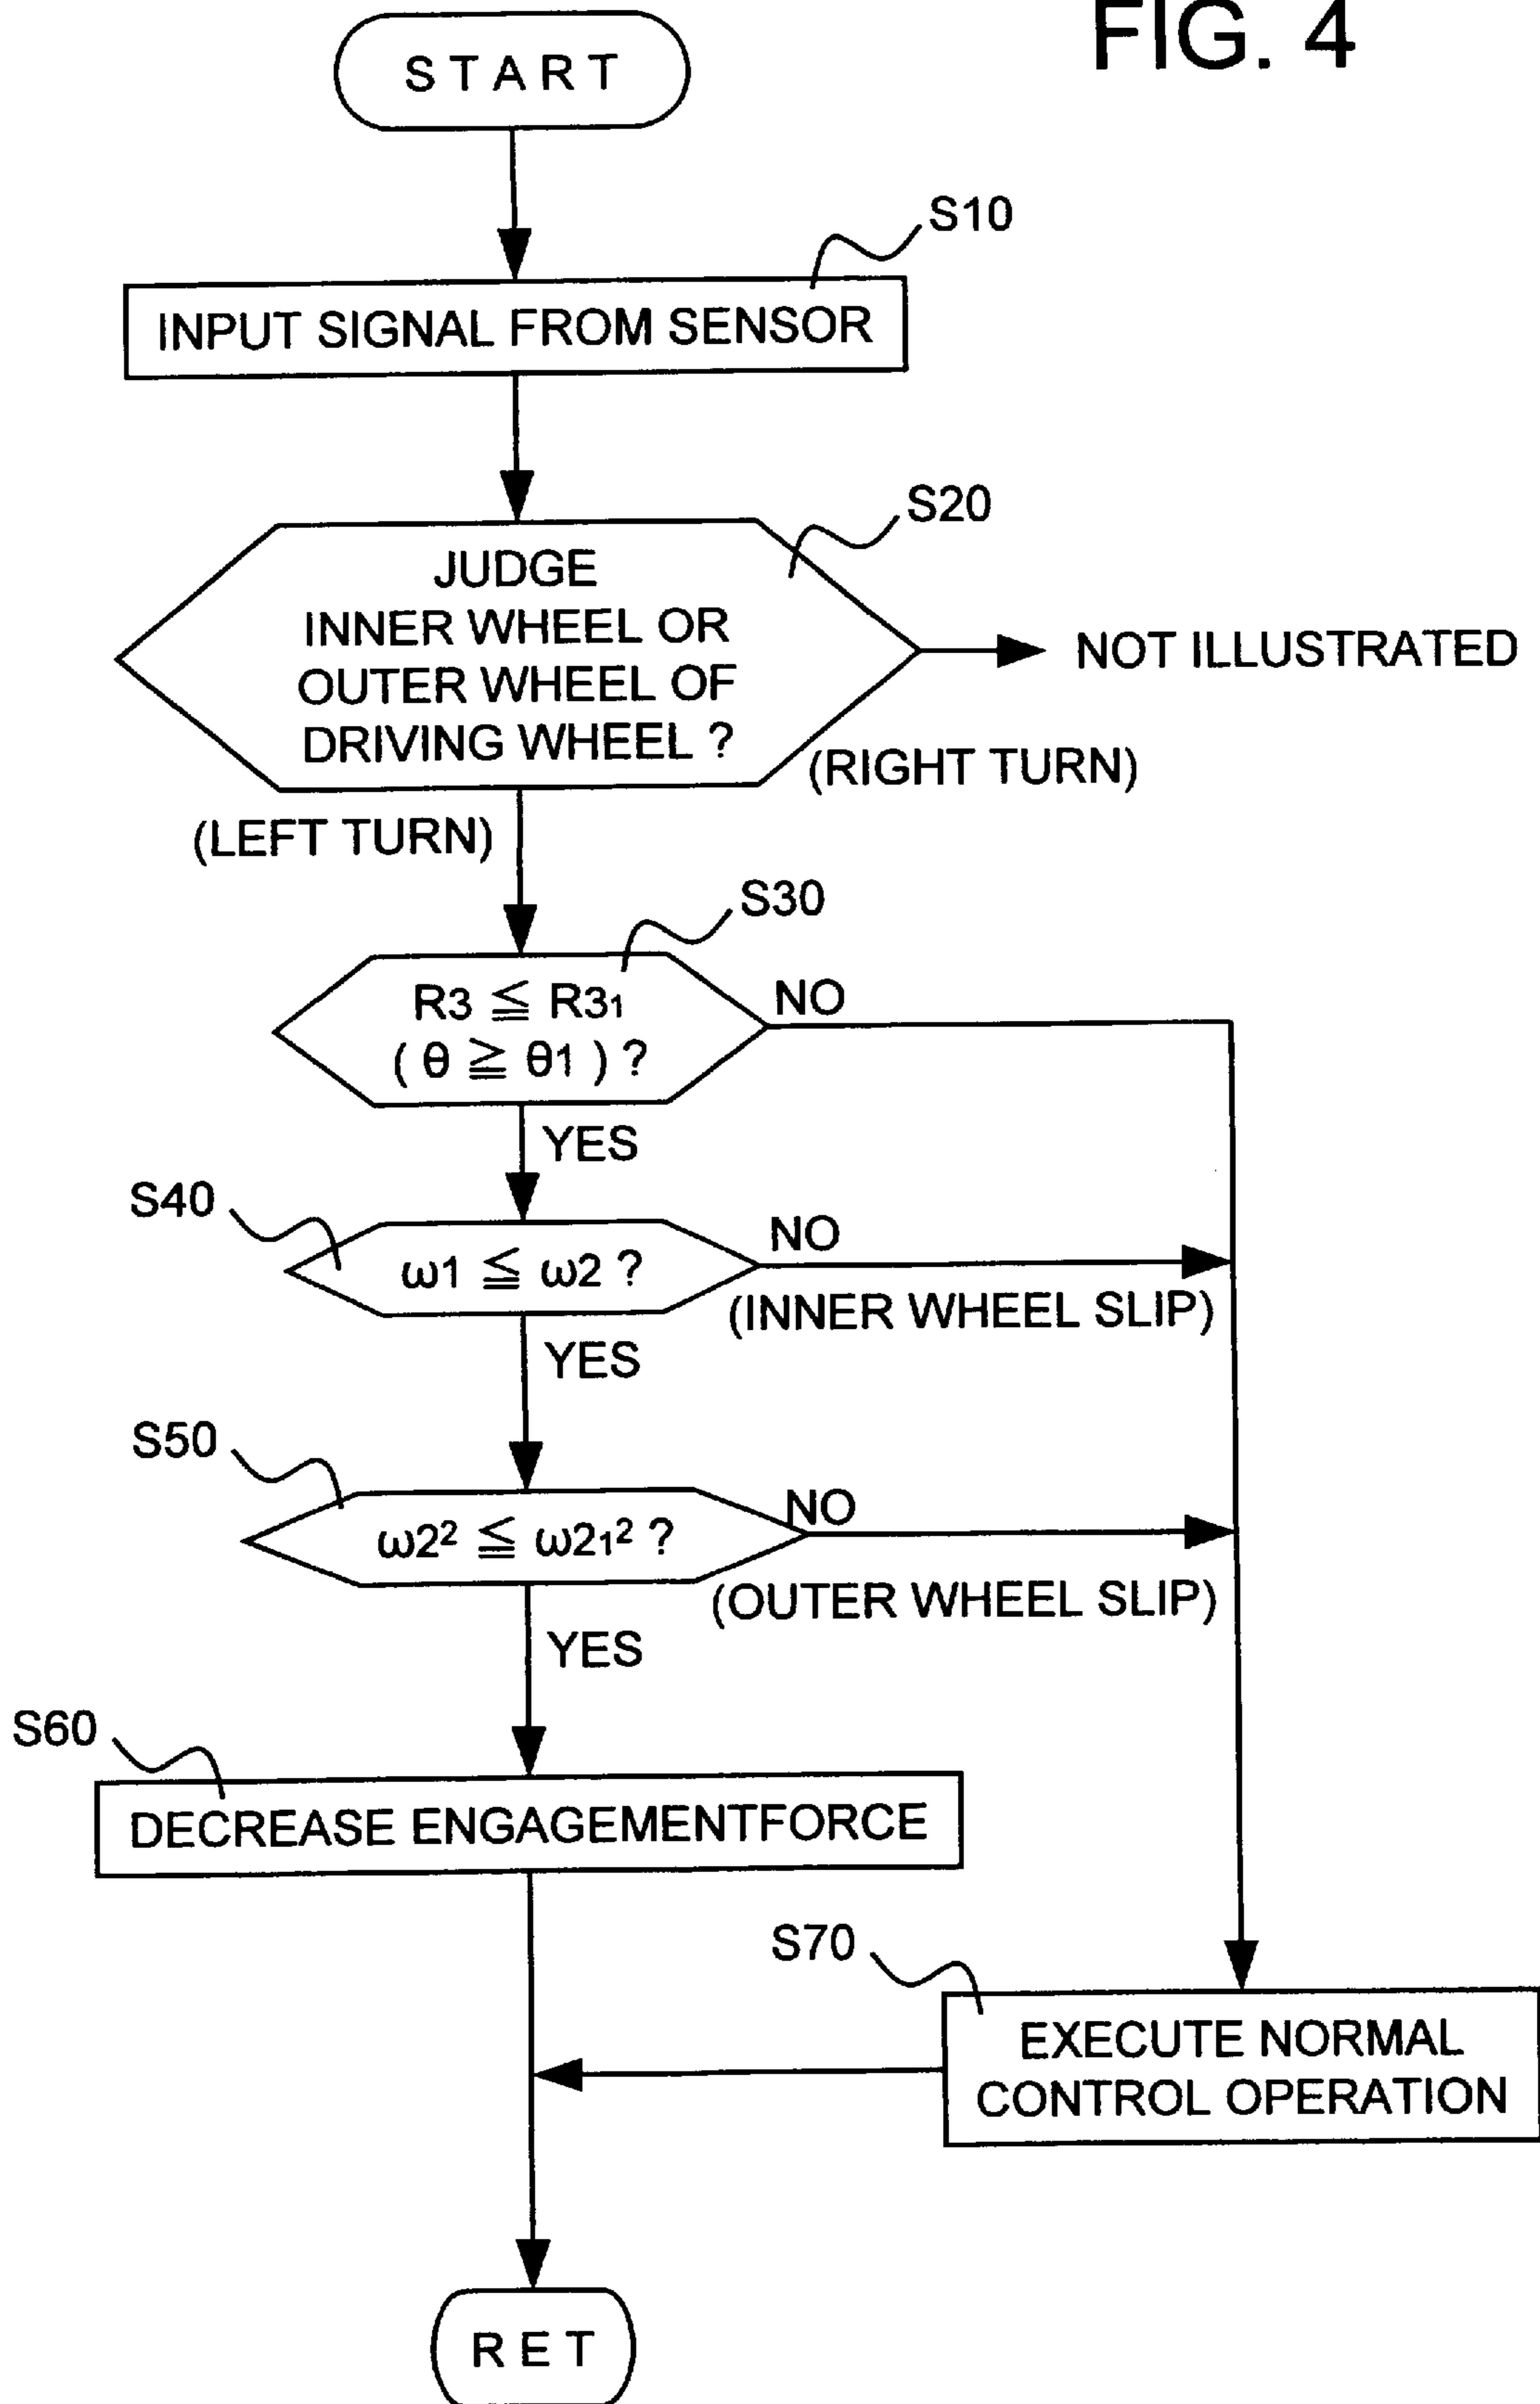 FIG. 4
START
S10
INPUT SIGNAL FROM SENSOR
S20
JUDGE
INNER WHEEL OR
OUTER WHEEL OF
DRIVING WHEEL ?
NOT ILLUSTRATED
(RIGHT TURN)
(LEFT TURN)
S30
R3 ≦ R3₁
( θ ≧ θ1 ) ?
NO
YES
S40
ω1 ≦ ω2 ?
NO
(INNER WHEEL SLIP)
YES
S50
ω2² ≦ ω2₁² ?
NO
(OUTER WHEEL SLIP)
YES
S60
DECREASE ENGAGEMENTFORCE
S70
EXECUTE NORMAL
CONTROL OPERATION
RET